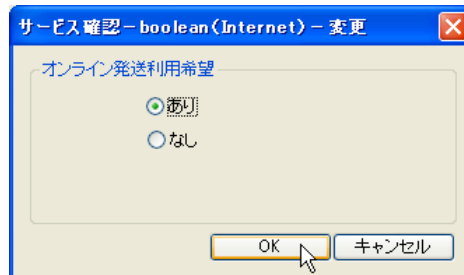 サービス確認－boolean(Internet)－変更
オンライン発送利用希望
あり
なし
OK
キャンセル